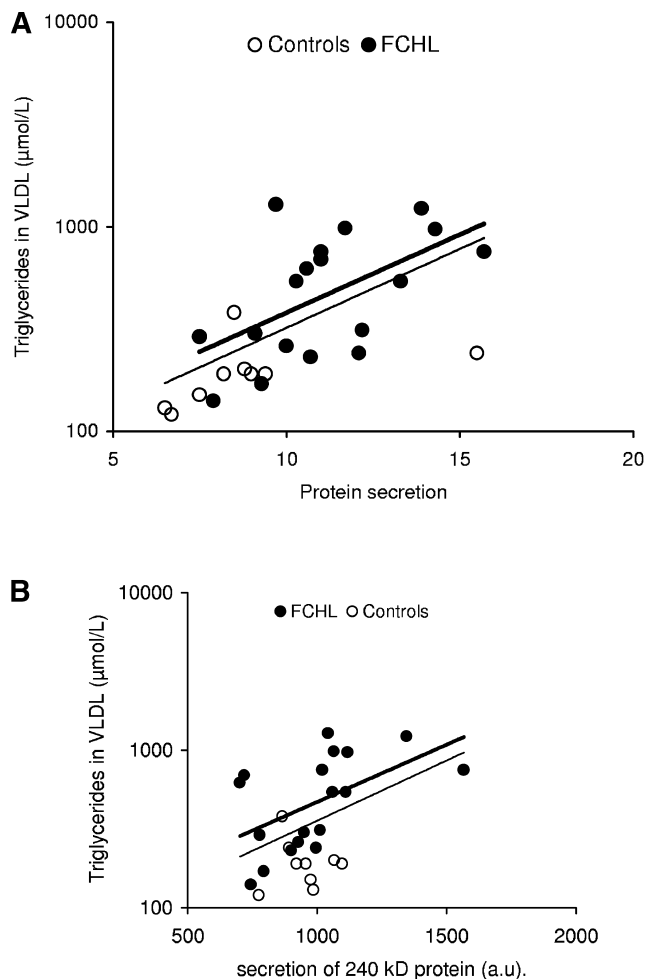 A
10000
Controls FCHL
1000
Triglycerides in VLDL (µmol/L)
100
5 10 15 20
Protein secretion
B
10000
FCHL Controls
1000
Triglycerides in VLDL (µmol/L)
100
500 1000 1500 2000
secretion of 240 kD protein (a.u).